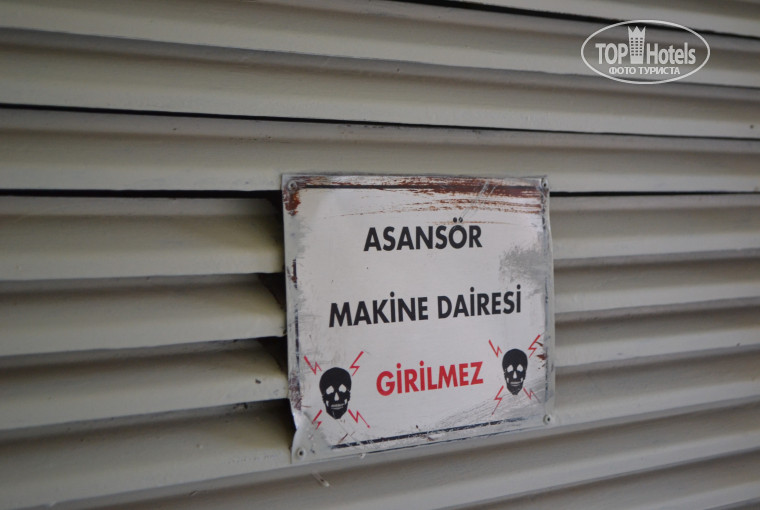 TOP Hotels
ФОТО ТУРИСТА
ASANSÖR
MAKİNE DAİRESİ
GİRİLMEZ